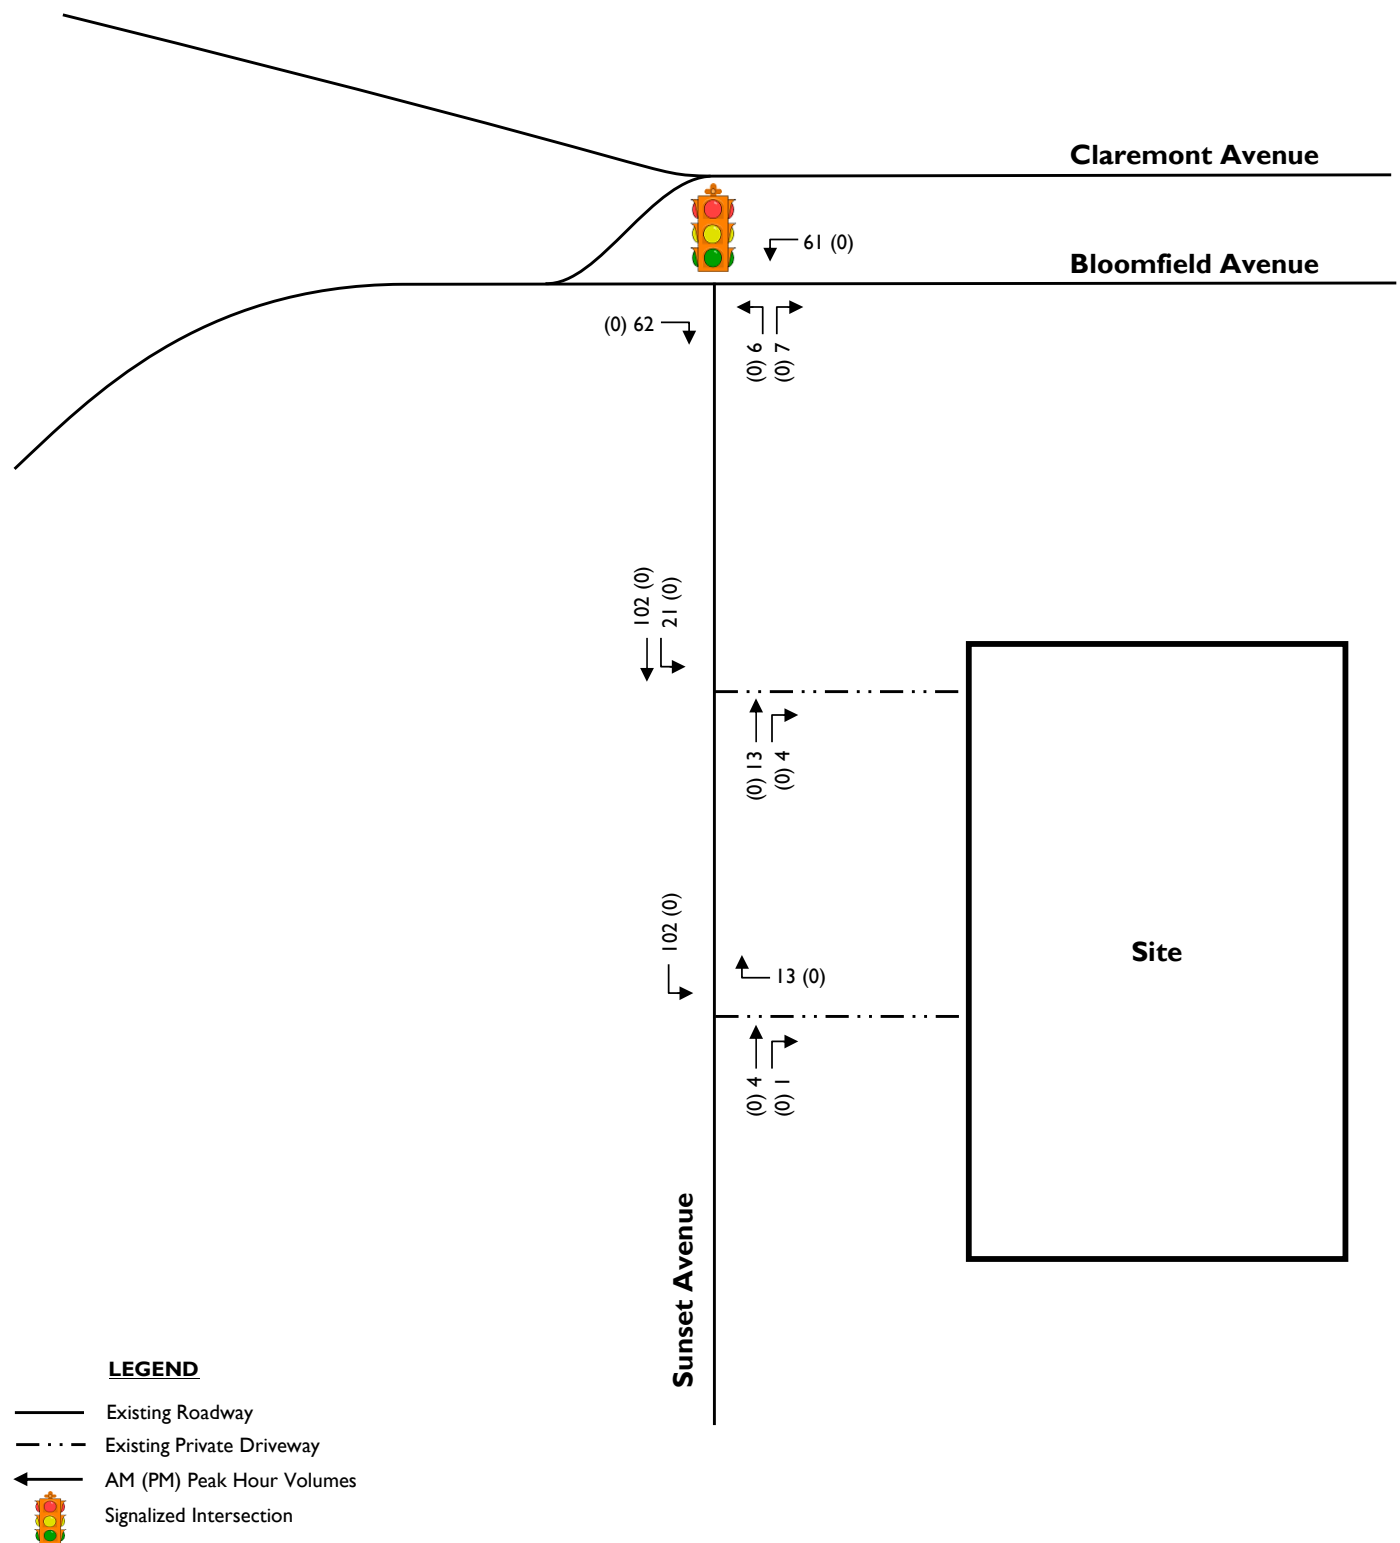 Claremont Avenue
61 (0)
Bloomfield Avenue
(0) 62
(0) 6
(0) 7
102 (0)
21 (0)
(0) 13
(0) 4
102 (0)
13 (0)
Site
(0) 4
(0) 1
Sunset Avenue
LEGEND
Existing Roadway
Existing Private Driveway
AM (PM) Peak Hour Volumes
Signalized Intersection